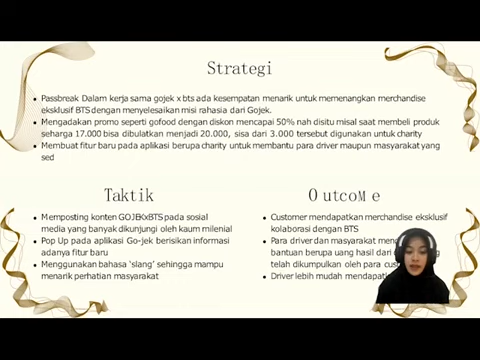 Strategi
Passbreak Dalam kerja sama gojek x bts ada kesempatan menarik untuk memenangkan merchandise
eksklusif BTS dengan menyelesaikan misi rahasia dari Gojek.
Mengadakan promo seperti gofood dengan diskon mencapai 50% nah disitu misal saat membeli produk
seharga 17.000 bisa dibulatkan menjadi 20.000, sisa dari 3.000 tersebut digunakan untuk charity
Membuat fitur baru pada aplikasi berupa charity untuk membantu para driver maupun masyarakat yang
sed
Taktik
Memposting konten GOJEKxBTS pada sosial
media yang banyak dikunjungi oleh kaum milenial
Pop Up pada aplikasi Go-jek berisikan informasi
adanya fitur baru
Menggunakan bahasa 'slang' sehingga mampu
menarik perhatian masyarakat
OutcoMe
Customer mendapatkan merchandise eksklusif
kolaborasi dengan BTS
Para driver dan masyarakat
bantuan berupa uang hasil dari
telah dikumpulkan oleh para
Driver lebih mudah